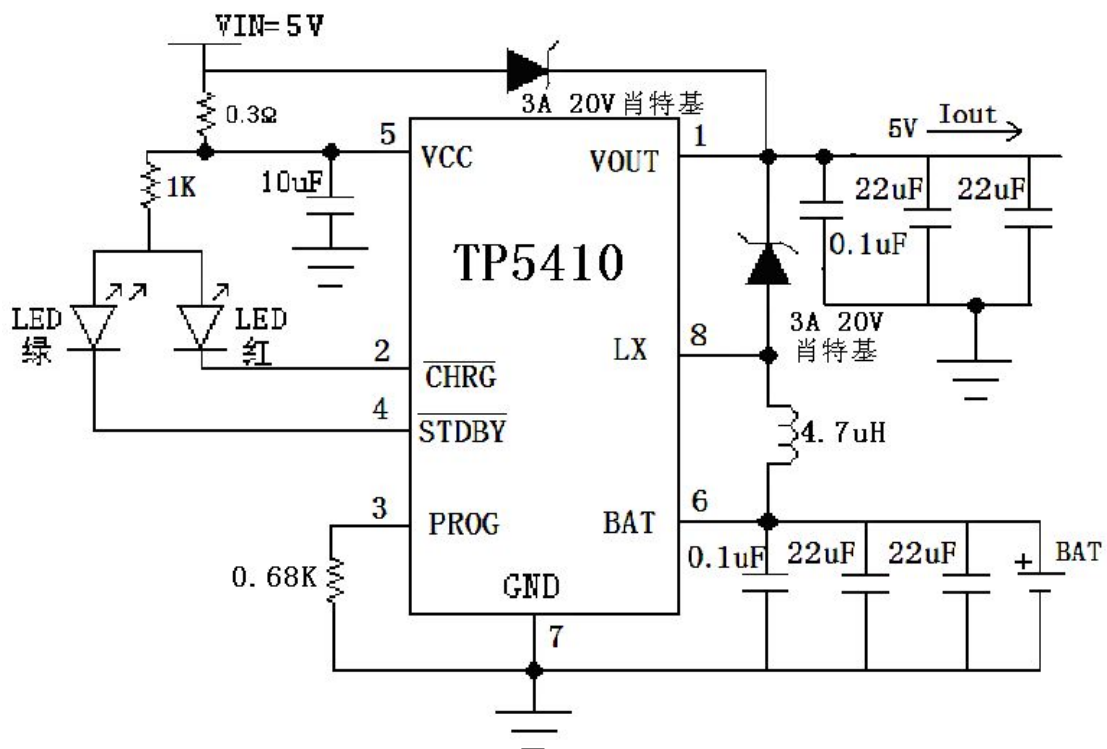 VIN=5V
0.3Ω
3A 20V肖特基
5
VCC
VOUT
1
5V
Iout
1K
10uF
22uF
22uF
0.1uF
TP5410
LED
绿
LED
红
3A 20V
肖特基
2
CHRG
LX
8
4
STDBY
4.7uH
3
PROG
BAT
6
0.68K
0.1uF
22uF
22uF
+
BAT
GND
7